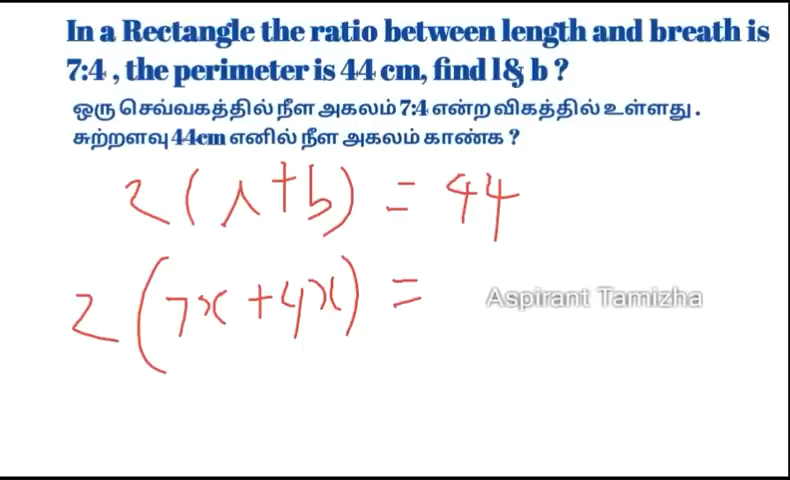 In a Rectangle the ratio between length and breath is
7:4 , the perimeter is 44 cm, find l& b ?
ஒரு செவ்வகத்தில் நீள அகலம் 7:4 என்ற விகத்தில் உள்ளது .
சுற்றளவு 44cm எனில் நீள அகலம் காண்க ?
2 ( l + b ) = 44
2 ( 7x + 4x ) =
Aspirant Tamizha